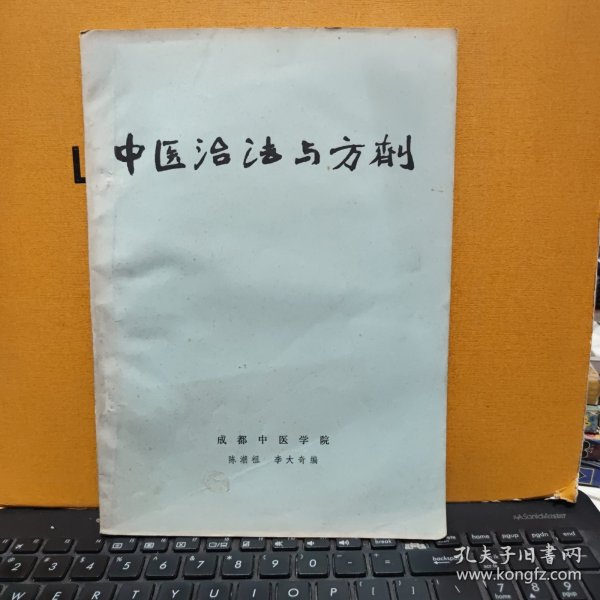 中医治法与方剂
成都中医学院
陈潮祖 李大奇编
SonicMaster
孔夫子旧书网
www.kongfz.com